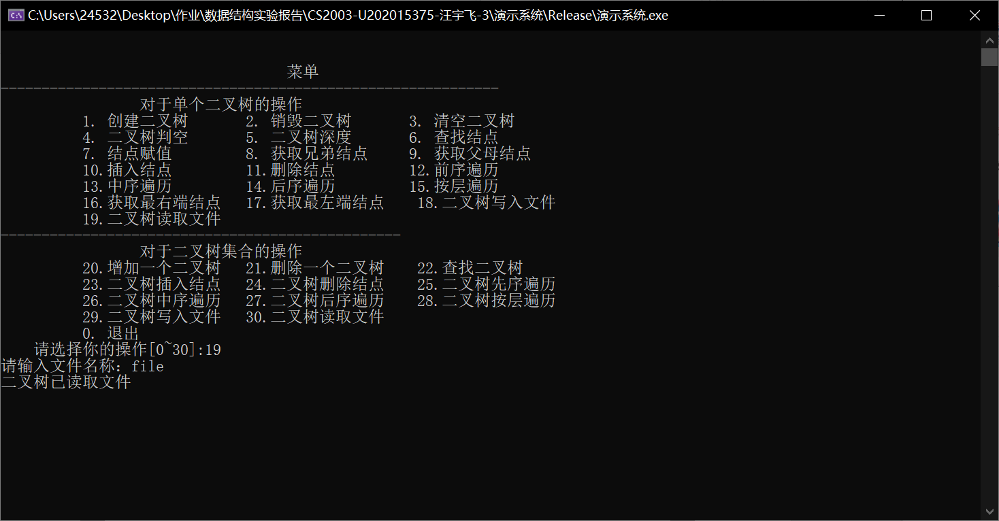 C:\Users\24532\Desktop\作业\数据结构实验报告\CS2003-U202015375-汪宇飞-3\演示系统\Release\演示系统.exe
菜单
-------------------------------------------------------------
对于单个二叉树的操作
1. 创建二叉树 2. 销毁二叉树 3. 清空二叉树
4. 二叉树判空 5. 二叉树深度 6. 查找结点
7. 结点赋值 8. 获取兄弟结点 9. 获取父母结点
10.插入结点 11.删除结点 12.前序遍历
13.中序遍历 14.后序遍历 15.按层遍历
16.获取最右端结点 17.获取最左端结点 18.二叉树写入文件
19.二叉树读取文件
-------------------------------------------------
对于二叉树集合的操作
20.增加一个二叉树 21.删除一个二叉树 22.查找二叉树
23.二叉树插入结点 24.二叉树删除结点 25.二叉树先序遍历
26.二叉树中序遍历 27.二叉树后序遍历 28.二叉树按层遍历
29.二叉树写入文件 30.二叉树读取文件
0. 退出
请选择你的操作[0~30]:19
请输入文件名称：file
二叉树已读取文件